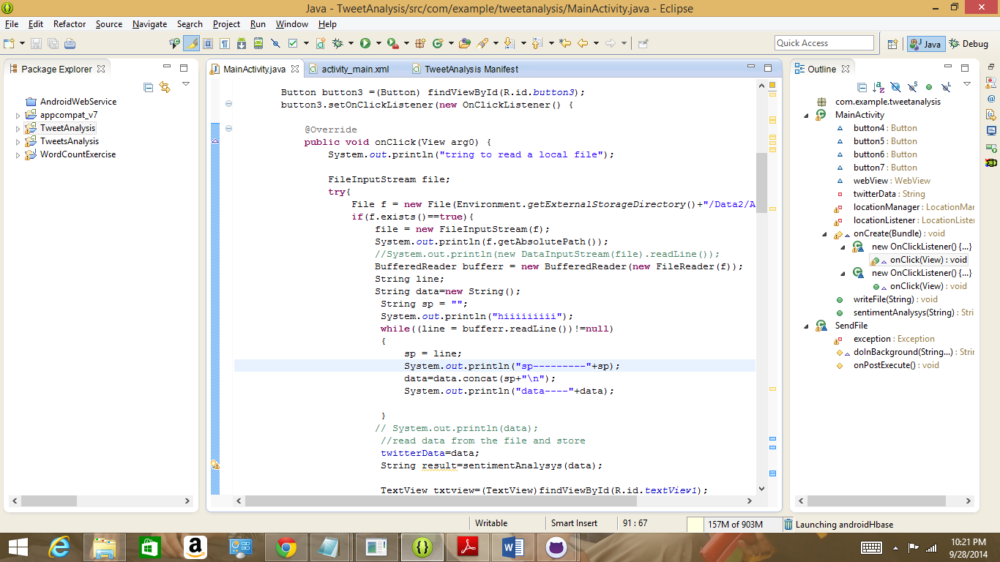 Java - TweetAnalysis/src/com/example/tweetanalysis/MainActivity.java - Eclipse
File Edit Refactor Source Navigate Search Project Run Window Help
Quick Access
Java
Debug
Package Explorer
AndroidWebService
appcompat_v7
TweetAnalysis
TweetsAnalysis
WordCountExercise
MainActivity.java
activity_main.xml
TweetAnalysis Manifest
Button button3 =(Button) findViewById(R.id.button3);
button3.setOnClickListener(new OnClickListener() {
@Override
public void onClick(View arg0) {
System.out.println("tring to read a local file");
FileInputStream file;
try{
File f = new File(Environment.getExternalStorageDirectory()+"/Data2/A
if(f.exists()==true){
file = new FileInputStream(f);
System.out.println(f.getAbsolutePath());
//System.out.println(new DataInputStream(file).readLine());
BufferedReader bufferr = new BufferedReader(new FileReader(f));
String line;
String data=new String();
String sp = "";
System.out.println("hiiiiiiiii");
while((line = bufferr.readLine())!=null)
{
sp = line;
System.out.println("sp---------"+sp);
data=data.concat(sp+"\n");
System.out.println("data----"+data);
}
// System.out.println(data);
//read data from the file and store
twitterData=data;
String result=sentimentAnalysys(data);
TextView txtview=(TextView)findViewById(R.id.textView1);
Outline
com.example.tweetanalysis
MainActivity
button4 : Button
button5 : Button
button6 : Button
button7 : Button
webView : WebView
twitterData : String
locationManager : LocationMar
locationListener : LocationListe
onCreate(Bundle) : void
new OnClickListener() {...}
onClick(View) : void
new OnClickListener() {...}
onClick(View) : void
writeFile(String) : void
sentimentAnalysys(String) : Stri
SendFile
exception : Exception
doInBackground(String...) : Strir
onPostExecute() : void
Writable
Smart Insert
91 : 67
157M of 903M
Launching androidHbase
10:21 PM
9/28/2014